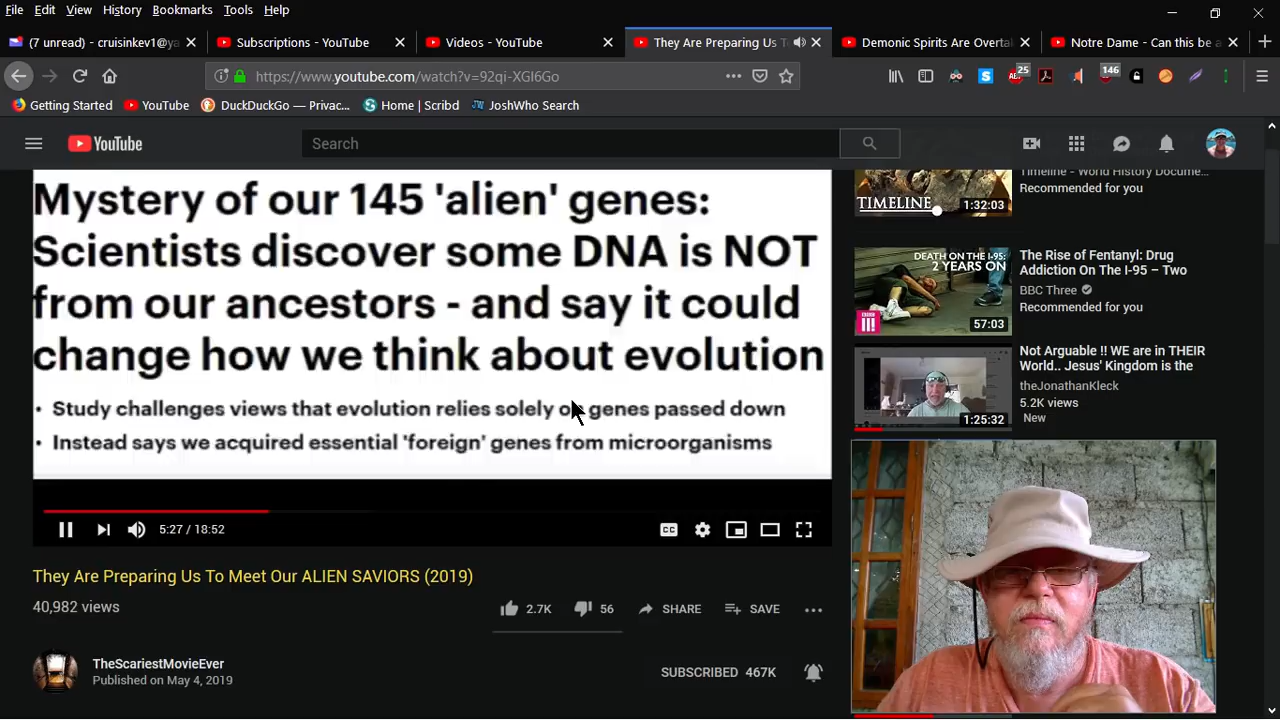 File Edit View History Bookmarks Tools Help
(7 unread) - cruisinkev1@ya
Subscriptions - YouTube
Videos - YouTube
They Are Preparing Us T
Demonic Spirits Are Overta
Notre Dame - Can this be a
https://www.youtube.com/watch?v=92qi-XGI6Go
25
146
Getting Started YouTube DuckDuckGo — Privac... Home | Scribd JoshWho Search
YouTube
Search
Mystery of our 145 'alien' genes:
Scientists discover some DNA is NOT
from our ancestors - and say it could
change how we think about evolution
• Study challenges views that evolution relies solely on genes passed down
• Instead says we acquired essential 'foreign' genes from microorganisms
5:27 / 18:52
CC
They Are Preparing Us To Meet Our ALIEN SAVIORS (2019)
40,982 views
2.7K 56 SHARE SAVE
TheScariestMovieEver
Published on May 4, 2019
SUBSCRIBED 467K
TIMELINE
1:32:03
Timeline - World History Docume...
Recommended for you
DEATH ON THE I-95:
2 YEARS ON
BBC
57:03
The Rise of Fentanyl: Drug
Addiction On The I-95 – Two
BBC Three
Recommended for you
1:25:32
Not Arguable !! WE are in THEIR
World.. Jesus' Kingdom is the
theJonathanKleck
5.2K views
New